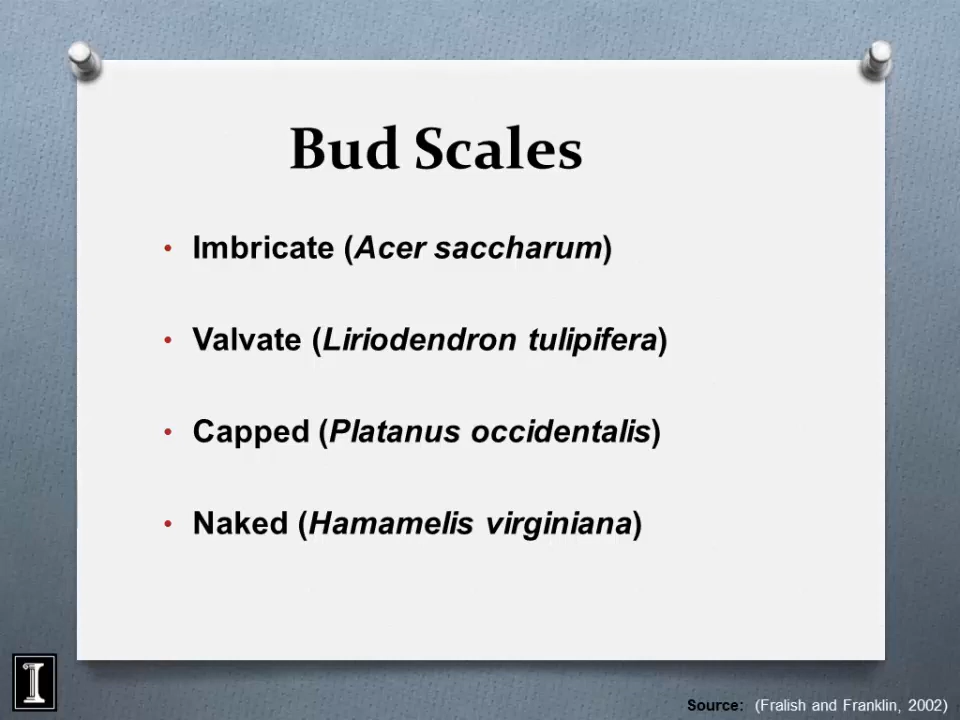 Bud Scales
• Imbricate (Acer saccharum)
• Valvate (Liriodendron tulipifera)
• Capped (Platanus occidentalis)
• Naked (Hamamelis virginiana)
I
Source: (Fralish and Franklin, 2002)